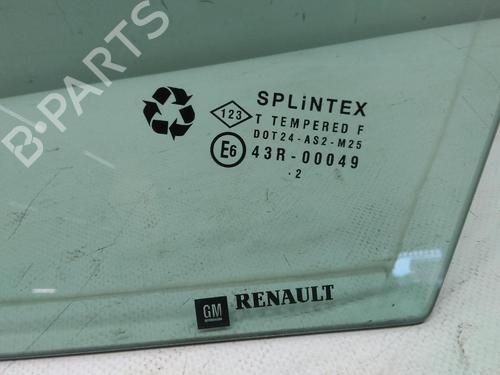 B-PARTS
SPLiNTEX
123 T TEMPERED F
DOT24-AS2-M25
E6 43R-00049
.2
GM RENAULT